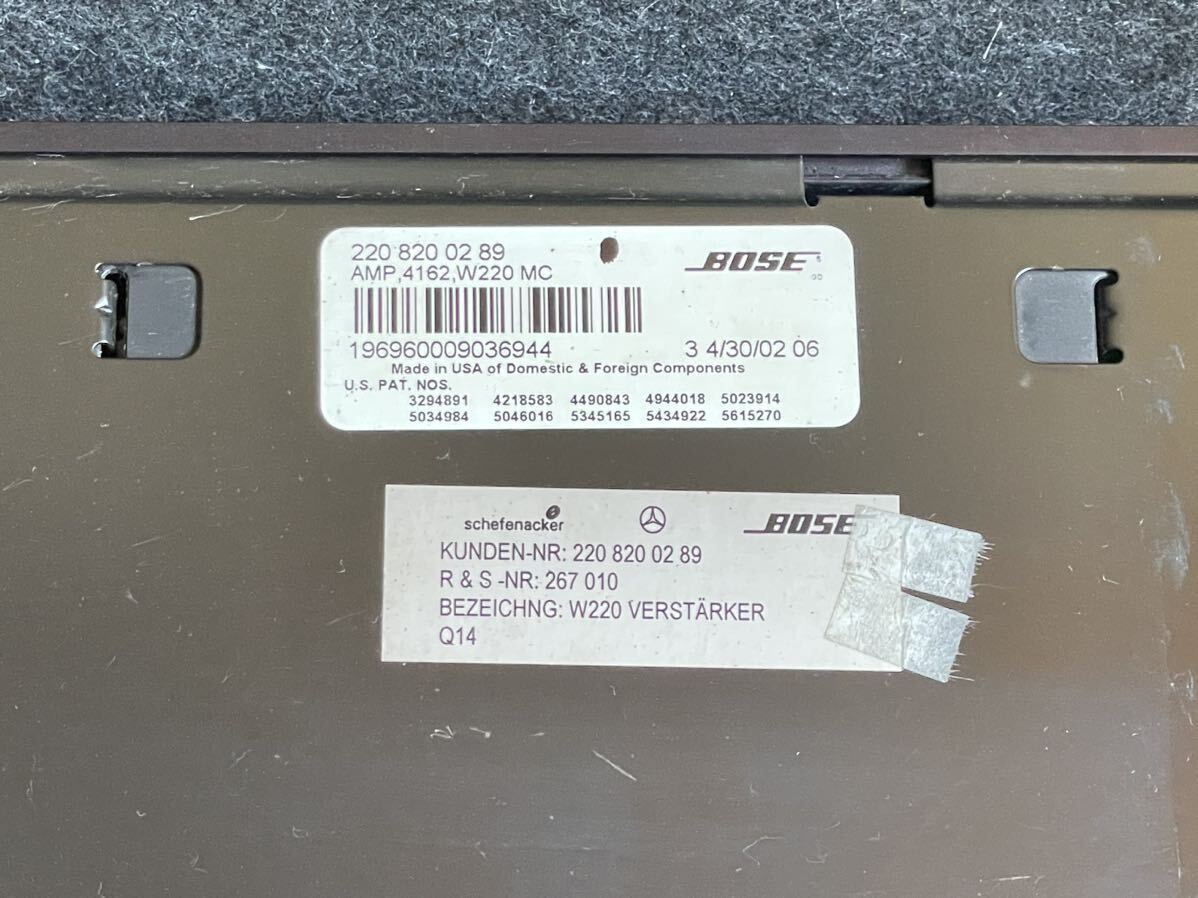 220 820 02 89
BOSE
AMP,4162,W220 MC
196960009036944 3 4/30/02 06
Made in USA of Domestic & Foreign Components
U.S. PAT. NOS.
3294891 4218583 4490843 4944018 5023914
5034984 5046016 5345165 5434922 5615270
schefenacker BOSE
KUNDEN-NR: 220 820 02 89
R & S -NR: 267 010
BEZEICHNG: W220 VERSTÄRKER
Q14